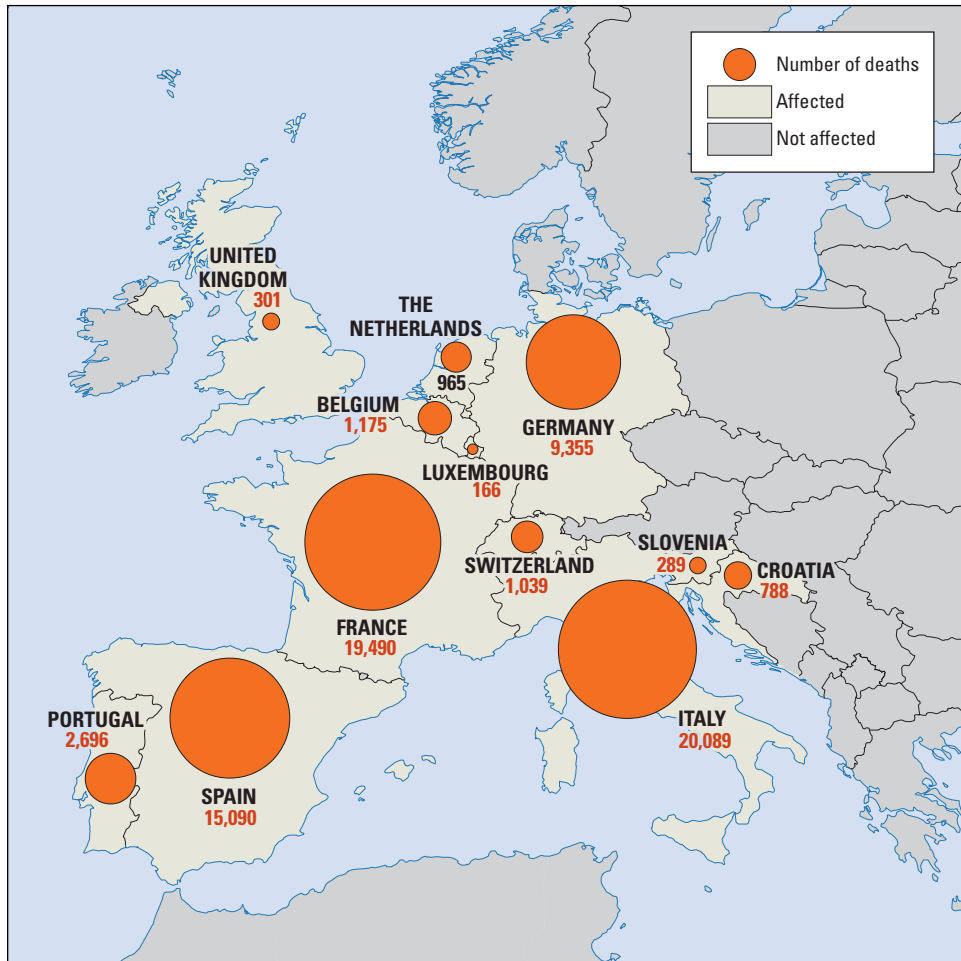 Number of deaths
Affected
Not affected
UNITED
KINGDOM
301
THE
NETHERLANDS
965
BELGIUM
1,175
GERMANY
9,355
LUXEMBOURG
166
SWITZERLAND
1,039
SLOVENIA
289
CROATIA
788
FRANCE
19,490
ITALY
20,089
PORTUGAL
2,696
SPAIN
15,090